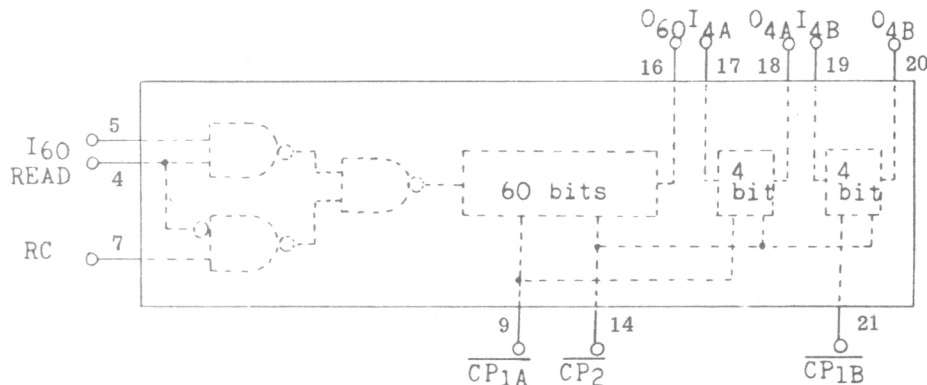 O60 I4A O4A I4B O4B
16 17 18 19 20
5
I60
READ
4
60 bits
4 bit
4 bit
RC
7
9 14 21
CP1A CP2 CP1B